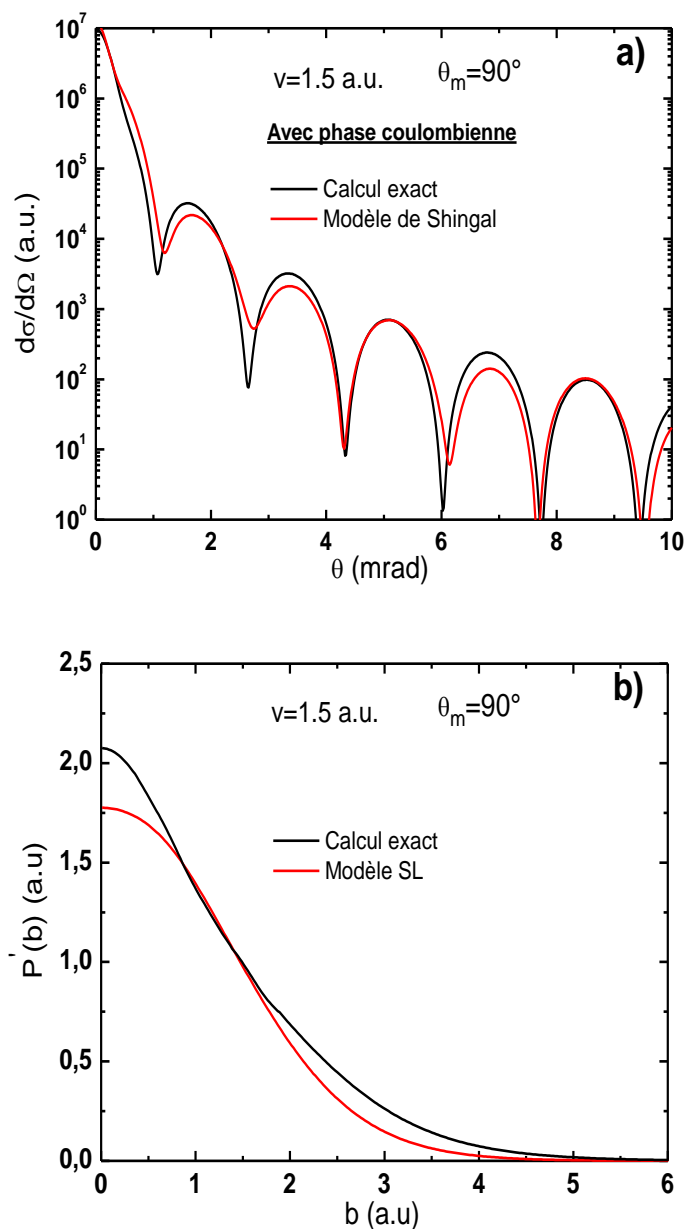 a)
v=1.5 a.u. θm=90°
Avec phase coulombienne
Calcul exact
Modèle de Shingal
dσ/dΩ (a.u.)
10⁷
10⁶
10⁵
10⁴
10³
10²
10¹
10⁰
0 2 4 6 8 10
θ (mrad)
b)
v=1.5 a.u. θm=90°
Calcul exact
Modèle SL
P'(b) (a.u)
2,5
2,0
1,5
1,0
0,5
0,0
0 1 2 3 4 5 6
b (a.u)